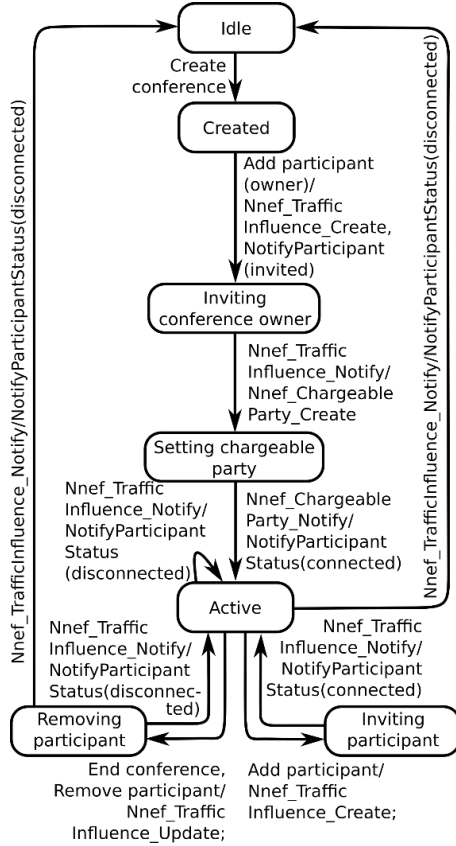 Idle
Create
conference
Created
Add participant
(owner)/
Nnef_Traffic
Influence_Create,
NotifyParticipant
(invited)
Inviting
conference owner
Nnef_Traffic
Influence_Notify/
Nnef_Chargeable
Party_Create
Setting chargeable
party
Nnef_Traffic
Influence_Notify/
NotifyParticipant
Status
(disconnected)
Nnef_Chargeable
Party_Notify/
NotifyParticipant
Status(connected)
Active
Nnef_Traffic
Influence_Notify/
NotifyParticipant
Status(disconnec-
ted)
Nnef_Traffic
Influence_Notify/
NotifyParticipant
Status(connected)
Removing
participant
Inviting
participant
End conference,
Remove participant/
Nnef_Traffic
Influence_Update;
Add participant/
Nnef_Traffic
Influence_Create;
Nnef_TrafficInfluence_Notify/NotifyParticipantStatus(disconnected)
Nnef_TrafficInfluence_Notify/NotifyParticipantStatus(disconnected)